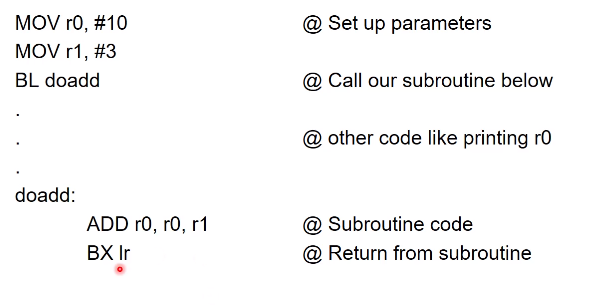 MOV r0, #10 @ Set up parameters
MOV r1, #3
BL doadd @ Call our subroutine below
.
. @ other code like printing r0
.
doadd:
ADD r0, r0, r1 @ Subroutine code
BX lr @ Return from subroutine